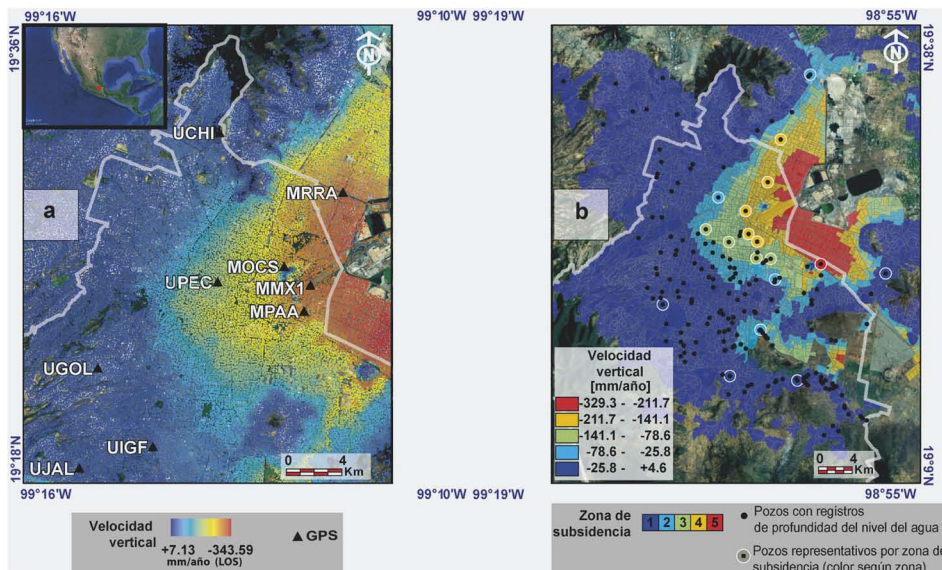 99°16'W
99°10'W
99°19'W
98°55'W
19°36'N
19°38'N
N
N
UCHI
MRRA
a
b
MOCS
UPEC
MMX1
MPAA
UGOL
UIGF
UJAL
Velocidad
vertical
[mm/año]
-329.3 - -211.7
-211.7 - -141.1
-141.1 - -78.6
-78.6 - -25.8
-25.8 - +4.6
0 4
Km
0 4
Km
19°18'N
19°9'N
99°16'W
99°10'W
99°19'W
98°55'W
Velocidad
vertical
+7.13 -343.59
mm/año (LOS)
GPS
Zona de
subsidencia
1 2 3 4 5
Pozos con registros
de profundidad del nivel del agua
Pozos representativos por zona de
subsidencia (color según zona)